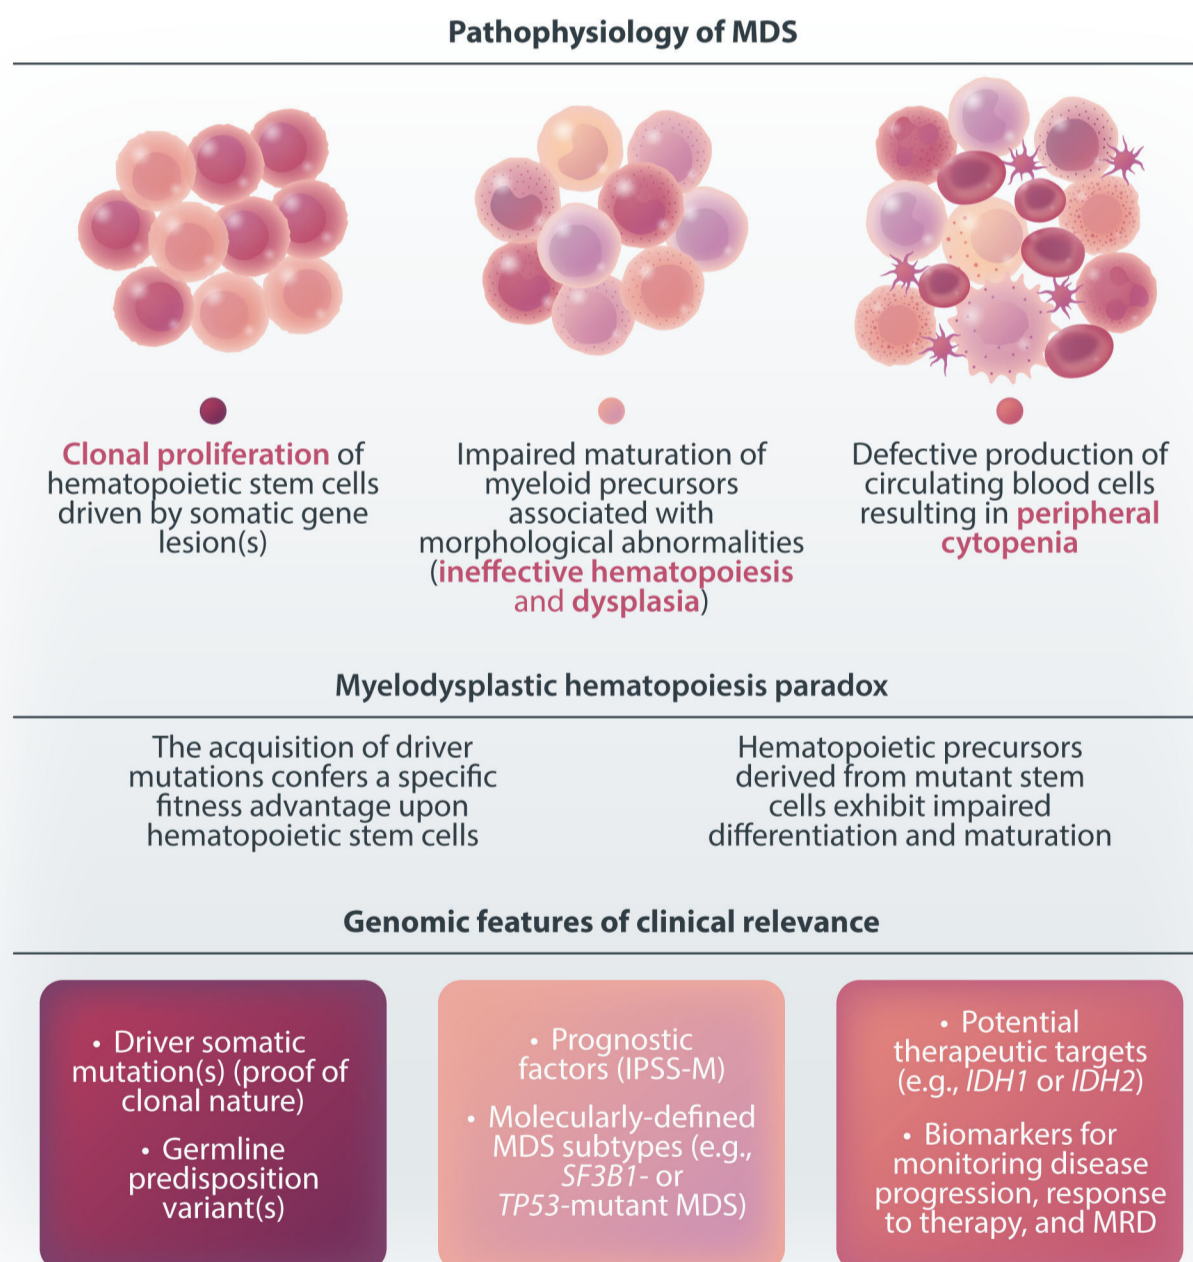 Pathophysiology of MDS
Clonal proliferation of
hematopoietic stem cells
driven by somatic gene
lesion(s)
Impaired maturation of
myeloid precursors
associated with
morphological abnormalities
(ineffective hematopoiesis
and dysplasia)
Defective production of
circulating blood cells
resulting in peripheral
cytopenia
Myelodysplastic hematopoiesis paradox
The acquisition of driver
mutations confers a specific
fitness advantage upon
hematopoietic stem cells
Hematopoietic precursors
derived from mutant stem
cells exhibit impaired
differentiation and maturation
Genomic features of clinical relevance
• Driver somatic
mutation(s) (proof of
clonal nature)
• Germline
predisposition
variant(s)
• Prognostic
factors (IPSS-M)
• Molecularly-defined
MDS subtypes (e.g.,
SF3B1- or
TP53-mutant MDS)
• Potential
therapeutic targets
(e.g., IDH1 or IDH2)
• Biomarkers for
monitoring disease
progression, response
to therapy, and MRD